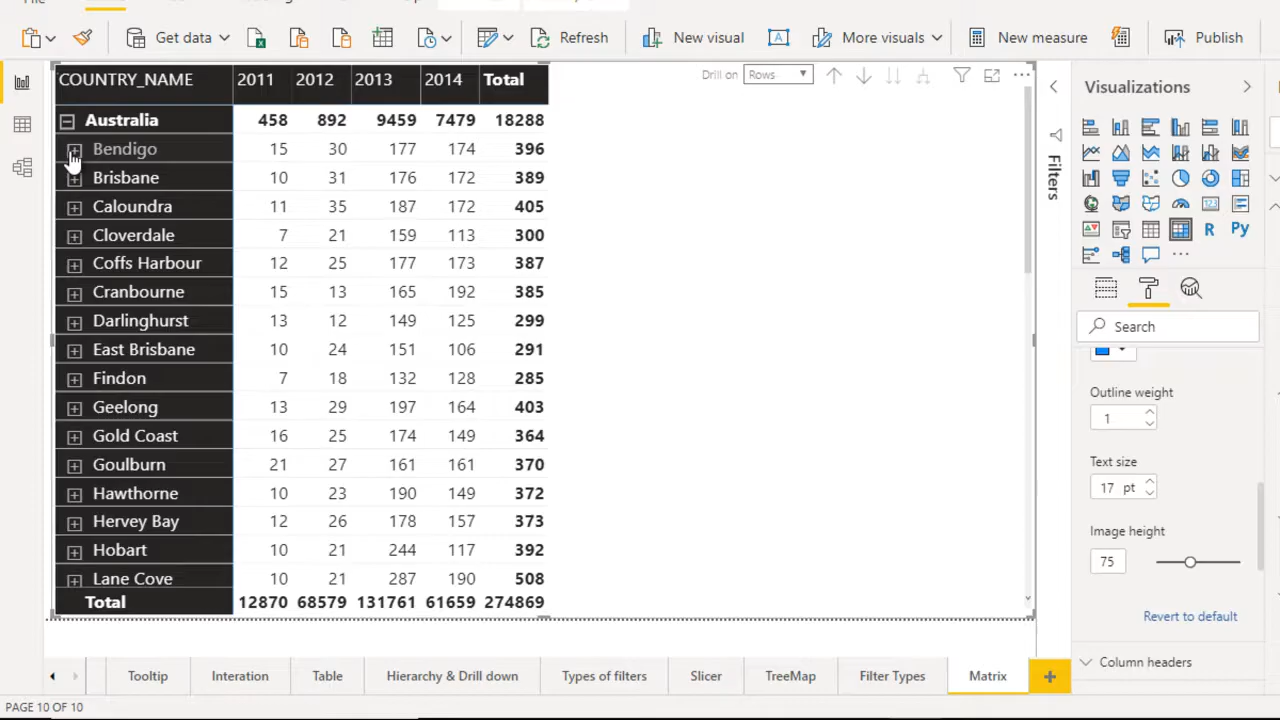 Get data
Refresh
New visual
A
More visuals
New measure
Publish
COUNTRY_NAME 2011 2012 2013 2014 Total
Australia 458 892 9459 7479 18288
Bendigo 15 30 177 174 396
Brisbane 10 31 176 172 389
Caloundra 11 35 187 172 405
Cloverdale 7 21 159 113 300
Coffs Harbour 12 25 177 173 387
Cranbourne 15 13 165 192 385
Darlinghurst 13 12 149 125 299
East Brisbane 10 24 151 106 291
Findon 7 18 132 128 285
Geelong 13 29 197 164 403
Gold Coast 16 25 174 149 364
Goulburn 21 27 161 161 370
Hawthorne 10 23 190 149 372
Hervey Bay 12 26 178 157 373
Hobart 10 21 244 117 392
Lane Cove 10 21 287 190 508
Total 12870 68579 131761 61659 274869
Drill on Rows
Filters
Visualizations
123
R Py
Search
Outline weight
1
Text size
17 pt
Image height
75
Revert to default
Column headers
Tooltip
Interation
Table
Hierarchy & Drill down
Types of filters
Slicer
TreeMap
Filter Types
Matrix
PAGE 10 OF 10